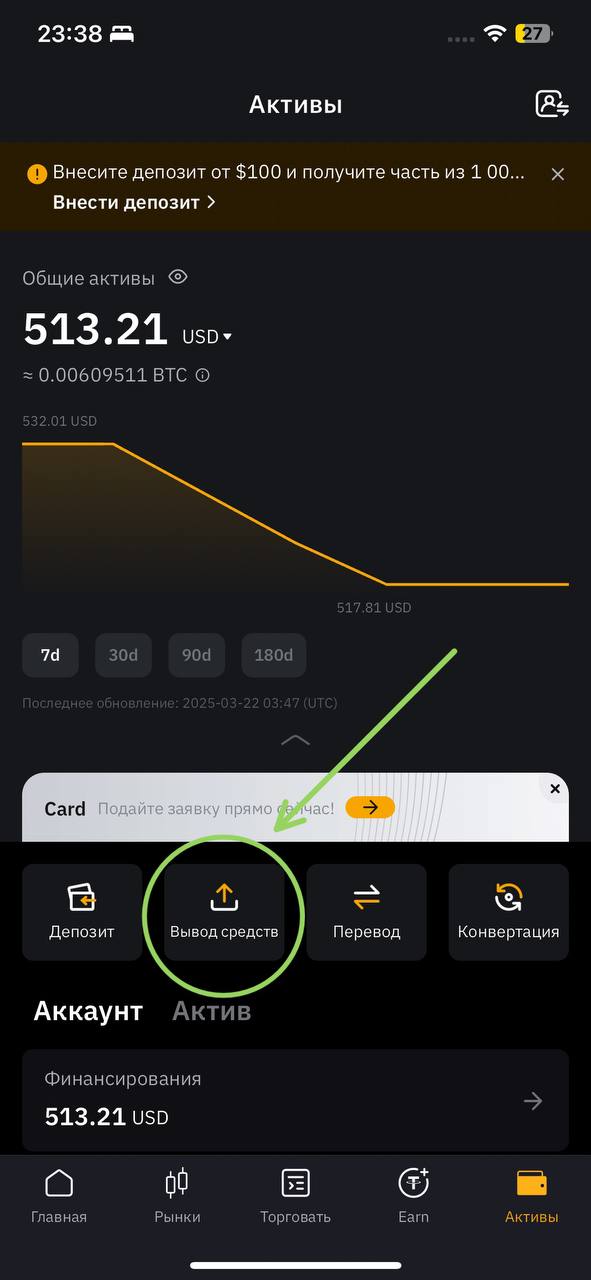 23:38
27
Активы
Внесите депозит от $100 и получите часть из 1 00...
Внести депозит
Общие активы
513.21 USD
≈ 0.00609511 BTC
532.01 USD
517.81 USD
7d 30d 90d 180d
Последнее обновление: 2025-03-22 03:47 (UTC)
Card Подайте заявку прямо сейчас!
Депозит Вывод средств Перевод Конвертация
Аккаунт Актив
Финансирования
513.21 USD
Главная Рынки Торговать Earn Активы